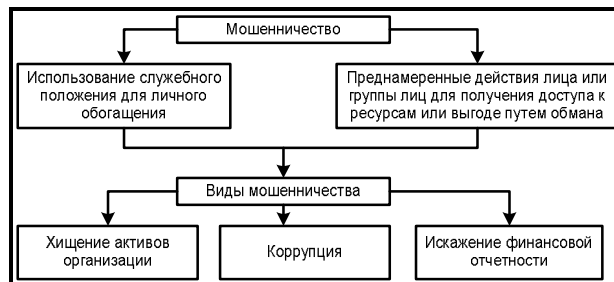 Мошенничество
Использование служебного
положения для личного
обогащения
Преднамеренные действия лица или
группы лиц для получения доступа к
ресурсам или выгоде путем обмана
Виды мошенничества
Хищение активов
организации
Коррупция
Искажение финансовой
отчетности